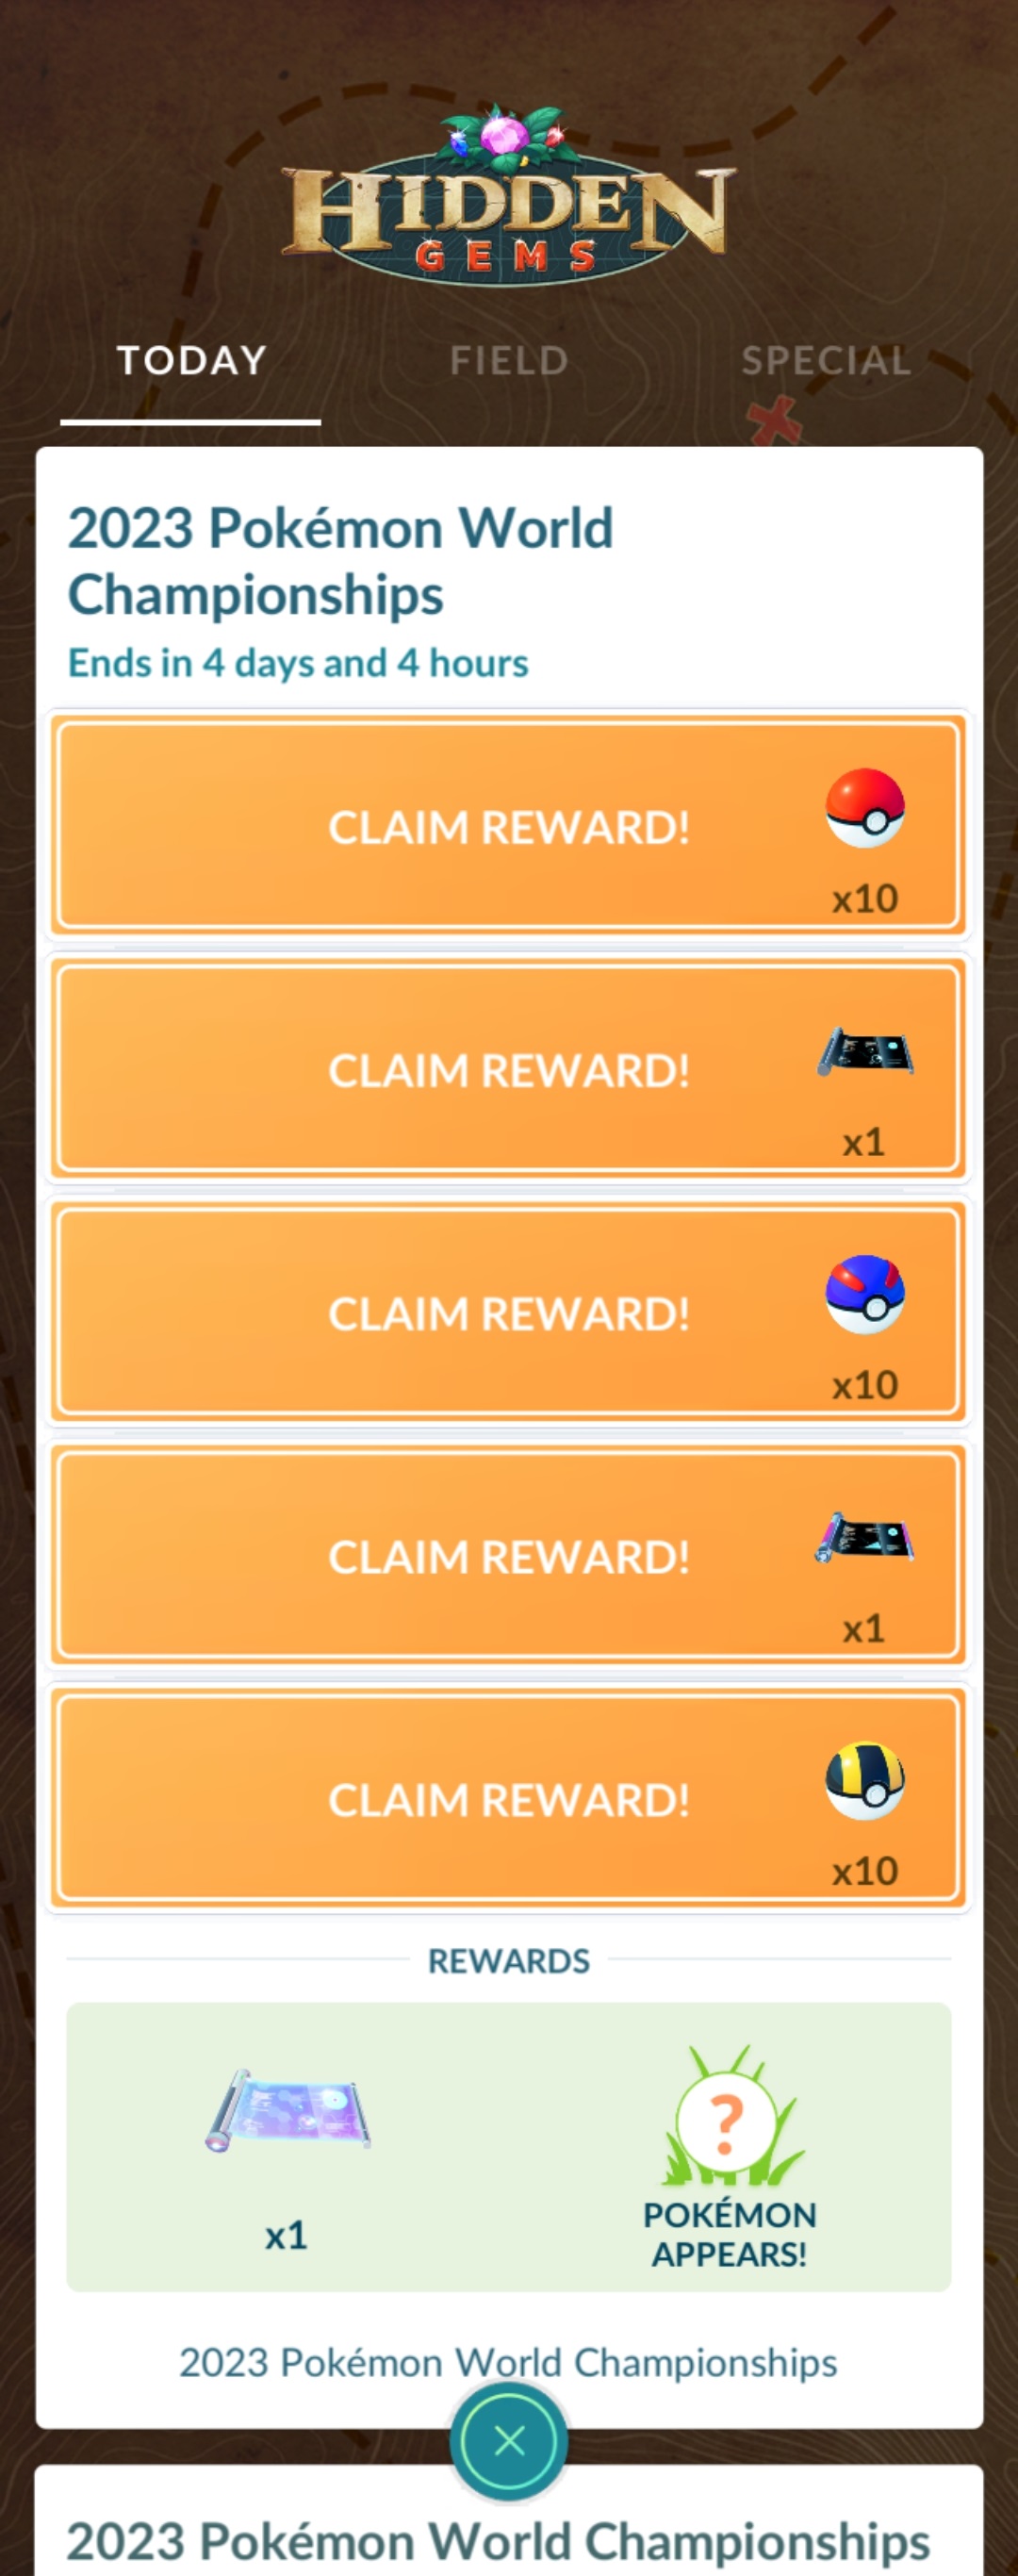 HIDDEN
GEMS
TODAY FIELD SPECIAL
2023 Pokémon World
Championships
Ends in 4 days and 4 hours
CLAIM REWARD!
x10
CLAIM REWARD!
x1
CLAIM REWARD!
x10
CLAIM REWARD!
x1
CLAIM REWARD!
x10
REWARDS
?
x1
POKÉMON
APPEARS!
2023 Pokémon World Championships
2023 Pokémon World Championships